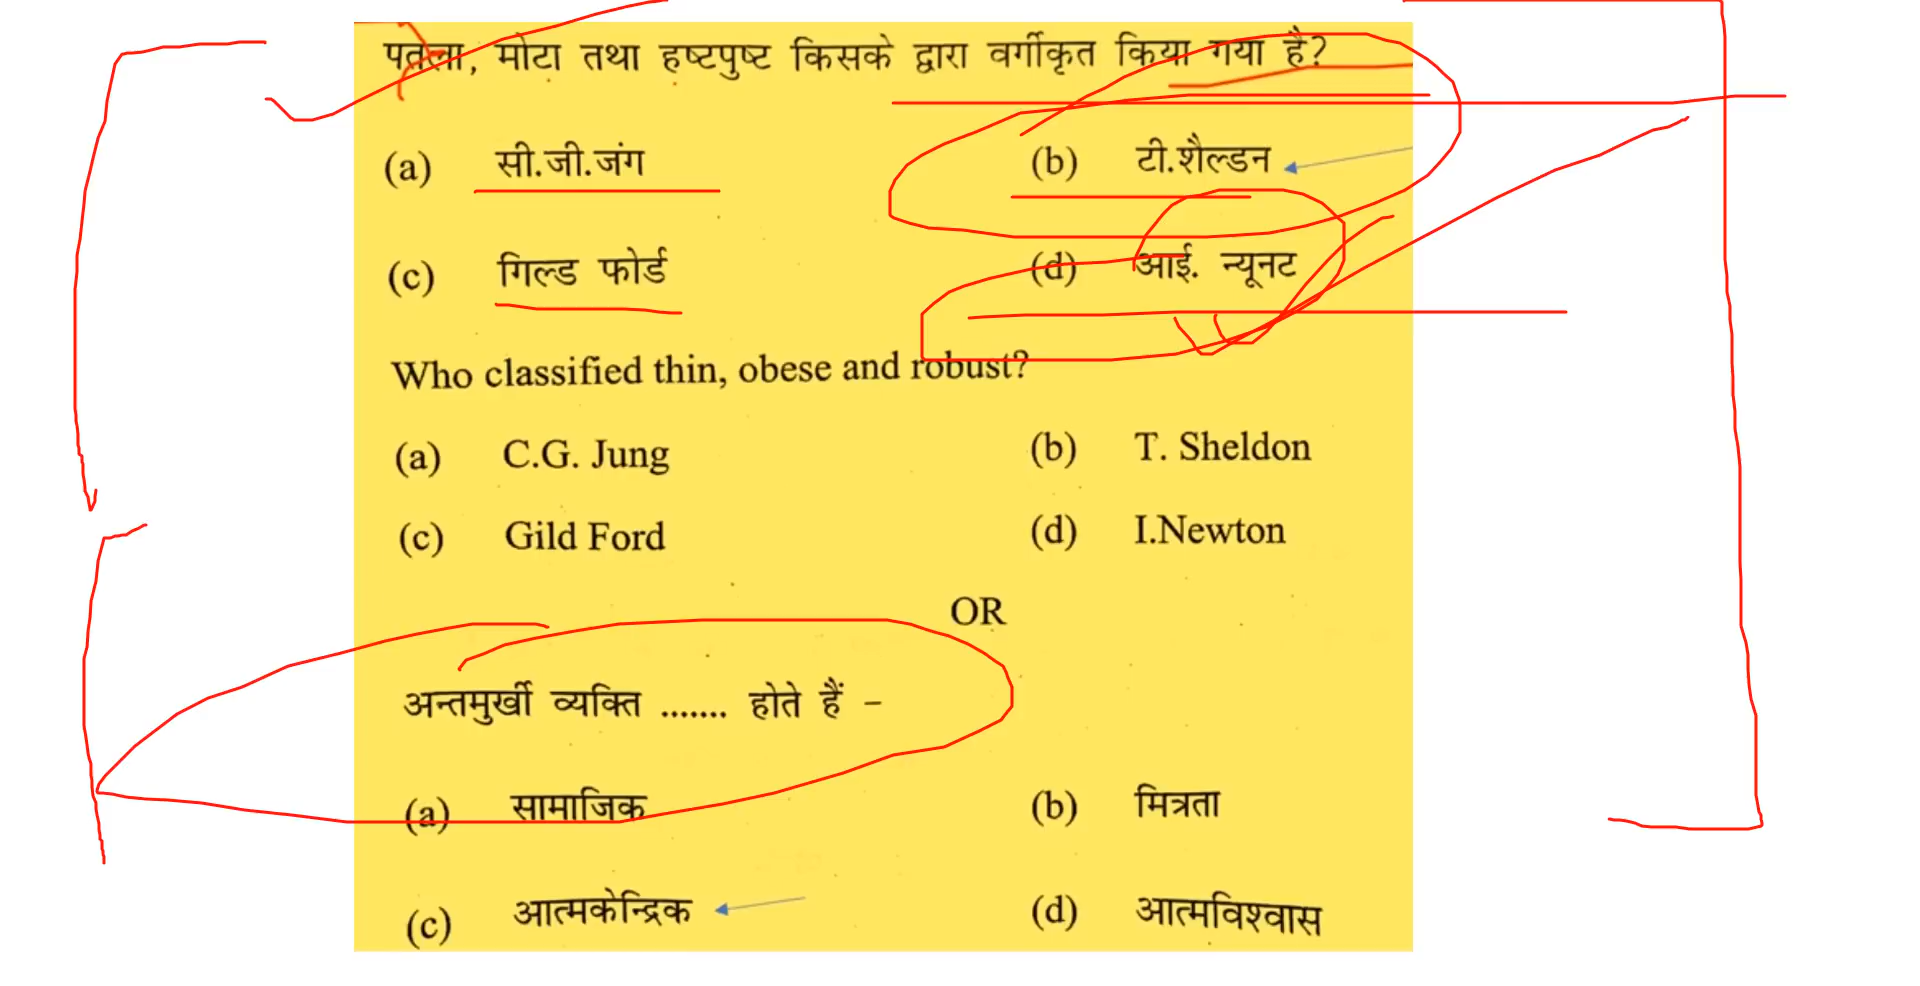 पतला, मोटा तथा हृष्टपुष्ट किसके द्वारा वर्गीकृत किया गया है?
(a) सी.जी.जंग (b) टी.शैल्डन
(c) गिल्ड फोर्ड (d) आई. न्यूनट
Who classified thin, obese and robust?
(a) C.G. Jung (b) T. Sheldon
(c) Gild Ford (d) I.Newton
OR
अन्तमुर्खी व्यक्ति ....... होते हैं –
(a) सामाजिक (b) मित्रता
(c) आत्मकेन्द्रिक (d) आत्मविश्वास